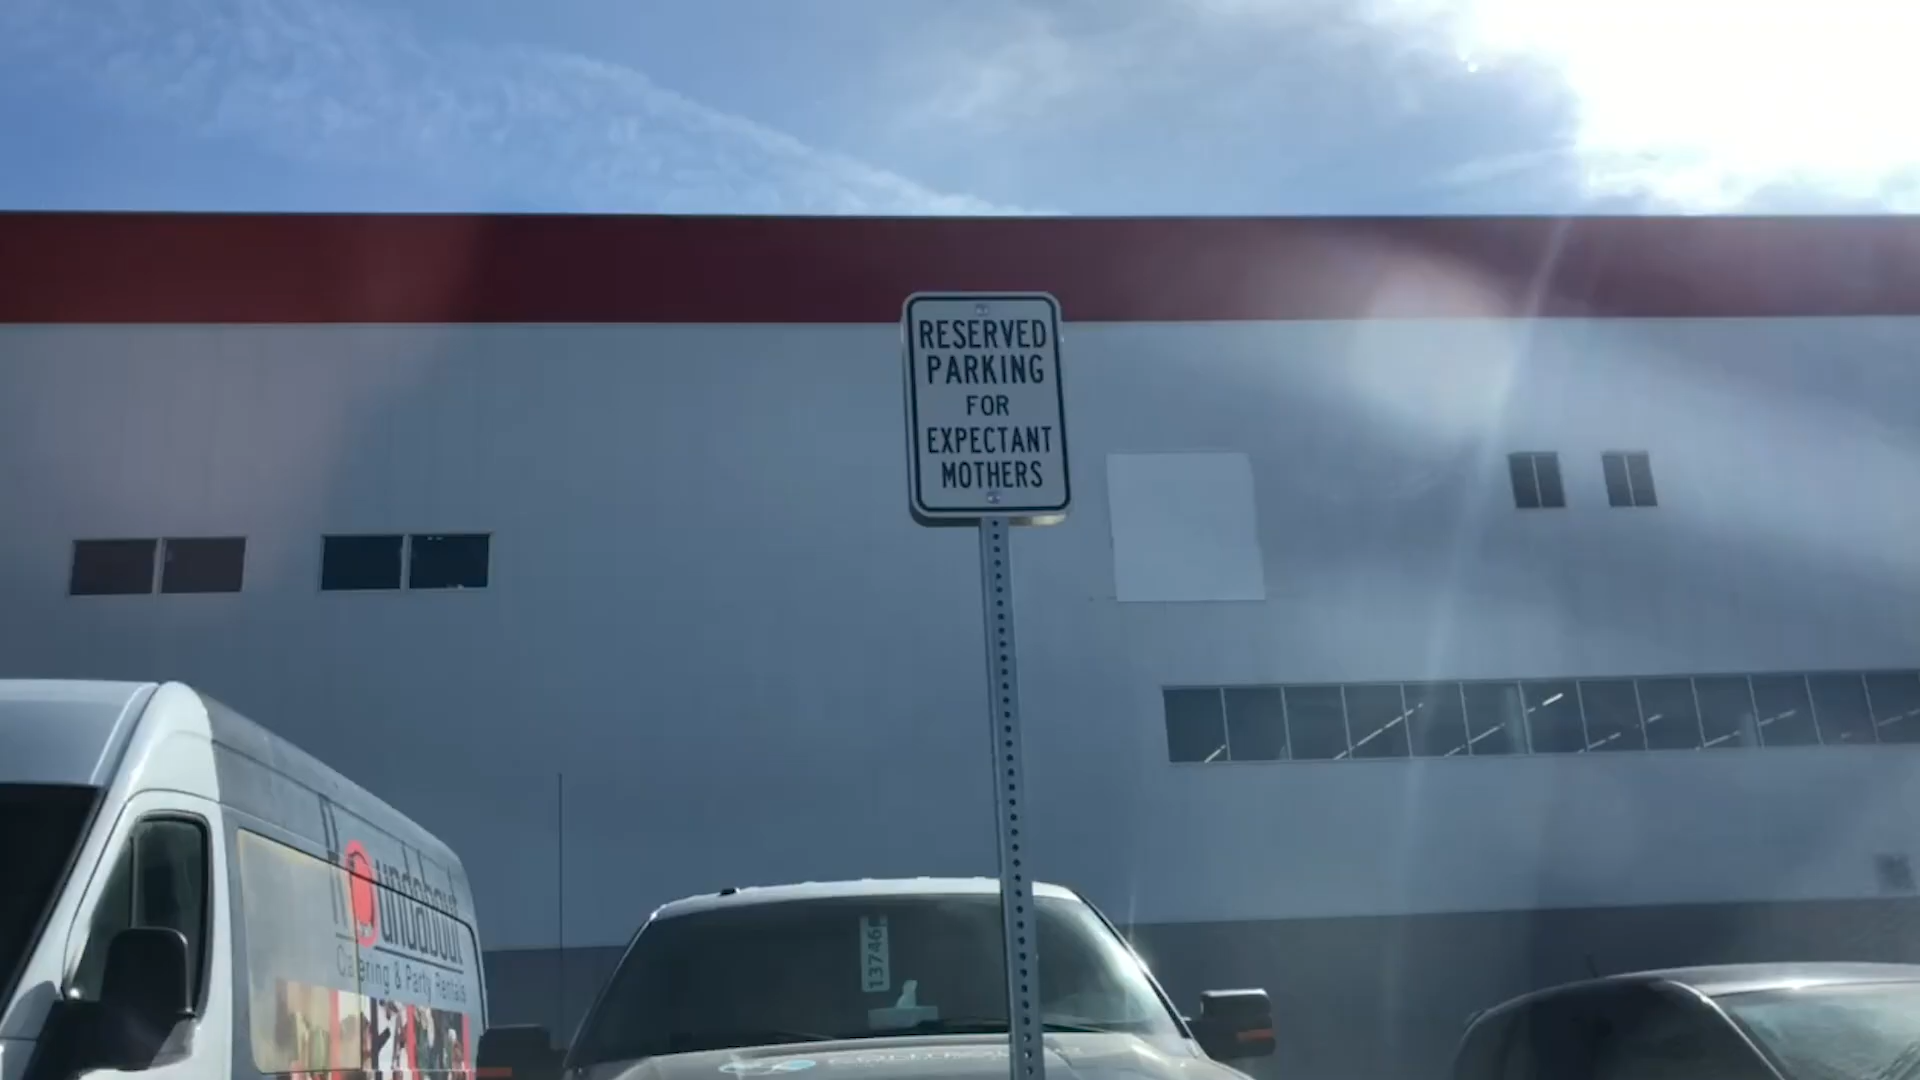 RESERVED
PARKING
FOR
EXPECTANT
MOTHERS
Roundabout
Catering & Party Rentals
13746